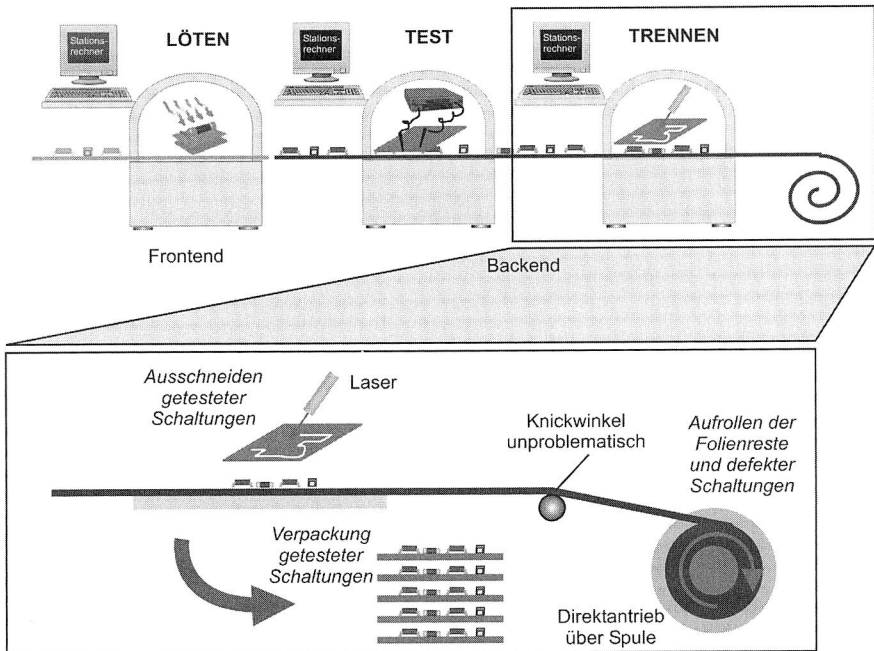 LÖTEN
TEST
TRENNEN
Stations-
rechner
Stations-
rechner
Stations-
rechner
Frontend
Backend
Ausschneiden
getesteter
Schaltungen
Laser
Knickwinkel
unproblematisch
Aufrollen der
Folienreste
und defekter
Schaltungen
Verpackung
getesteter
Schaltungen
Direktantrieb
über Spule